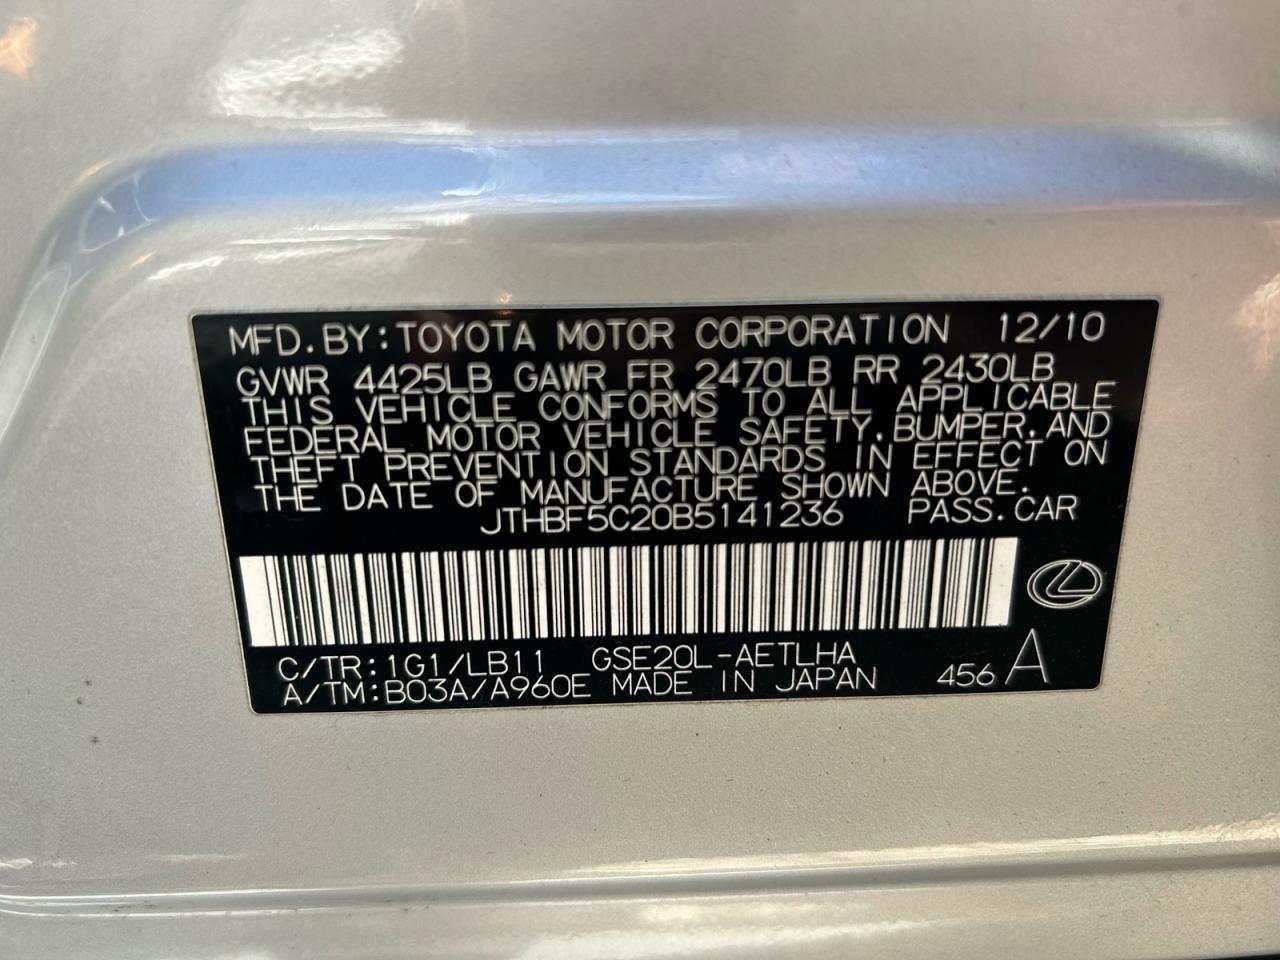 MFD.BY:TOYOTA MOTOR CORPORATION 12/10
GVWR 4425LB GAWR FR 2470LB RR 2430LB
THIS VEHICLE CONFORMS TO ALL APPLICABLE
FEDERAL MOTOR VEHICLE SAFETY,BUMPER,AND
THEFT PREVENTION STANDARDS IN EFFECT ON
THE DATE OF MANUFACTURE SHOWN ABOVE.
JTHBF5C20B5141236 PASS.CAR
C/TR:1G1/LB11 GSE20L-AETLHA
A/TM:B03A/A960E MADE IN JAPAN 456 A